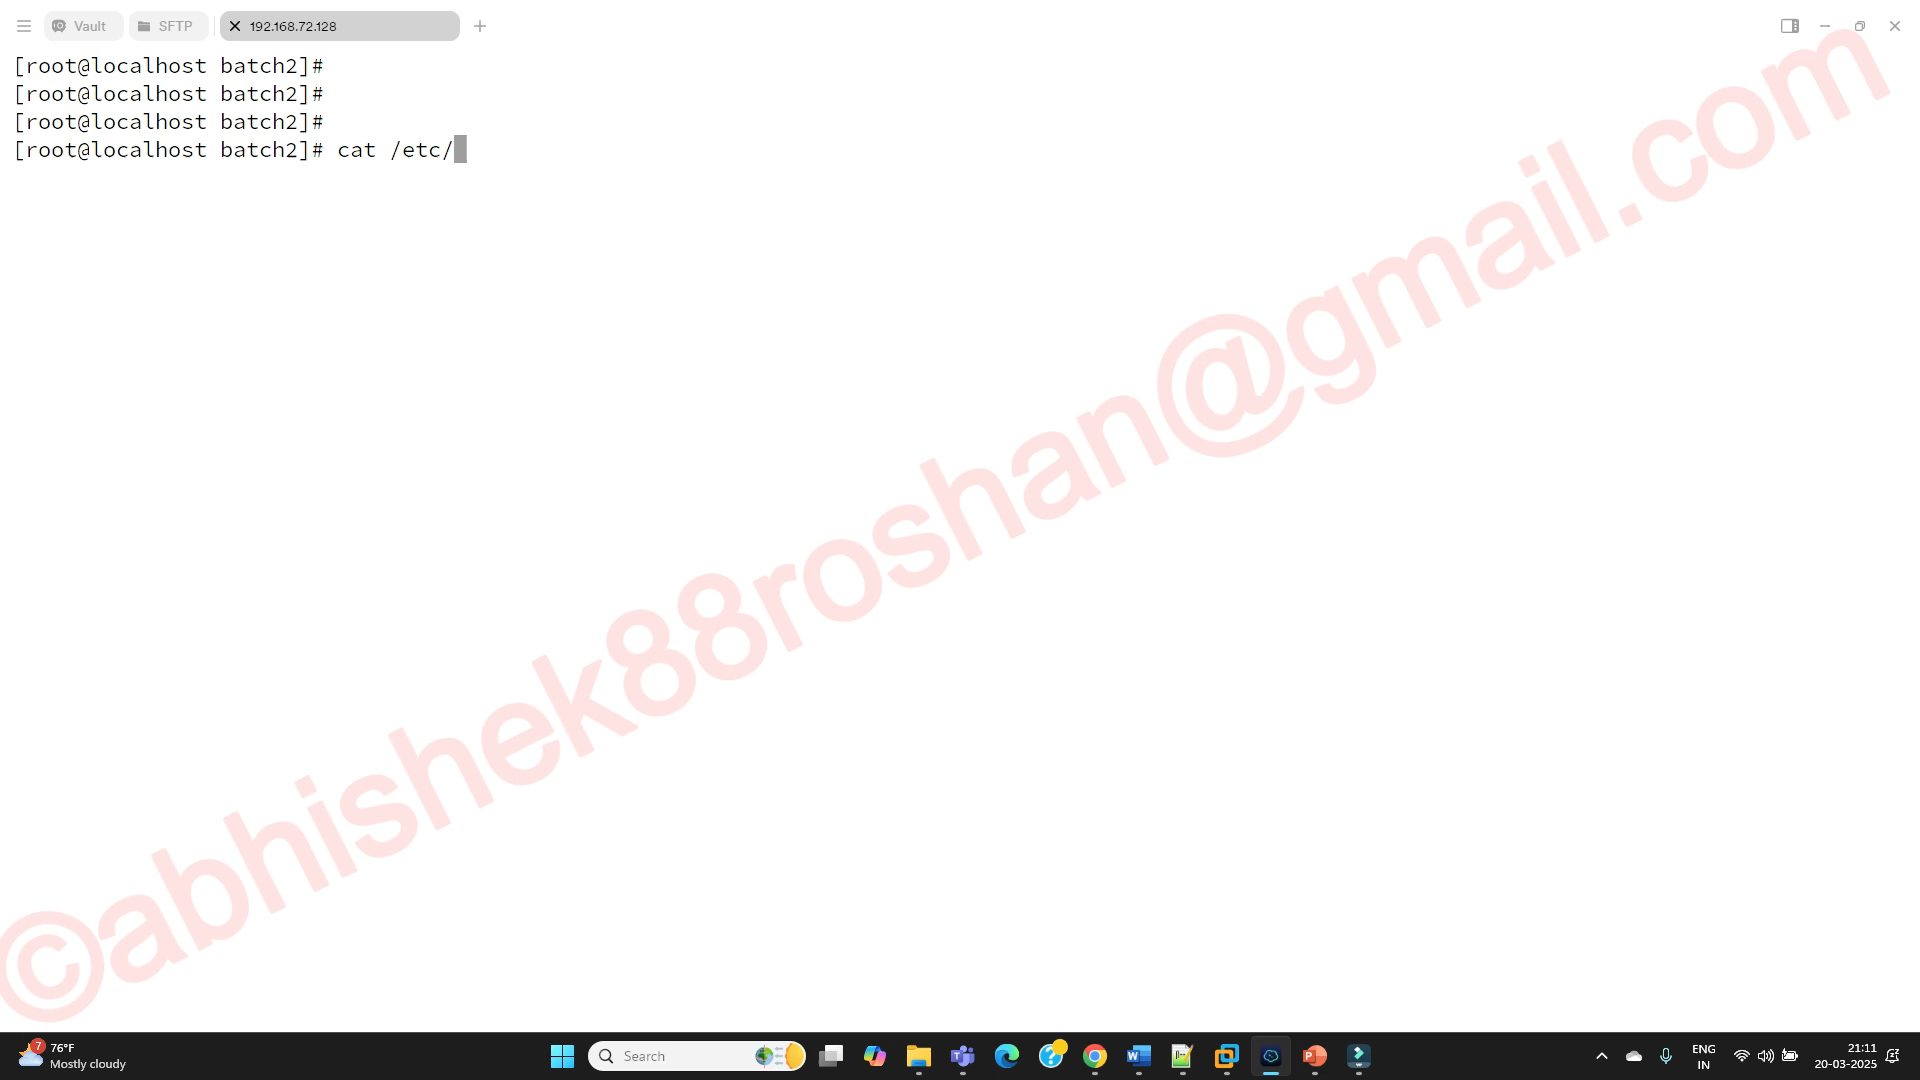 Vault
SFTP
192.168.72.128
[root@localhost batch2]#
[root@localhost batch2]#
[root@localhost batch2]#
[root@localhost batch2]# cat /etc/
©abhishek88roshan@gmail.com
7
76°F
Mostly cloudy
Search
ENG
IN
21:11
20-03-2025